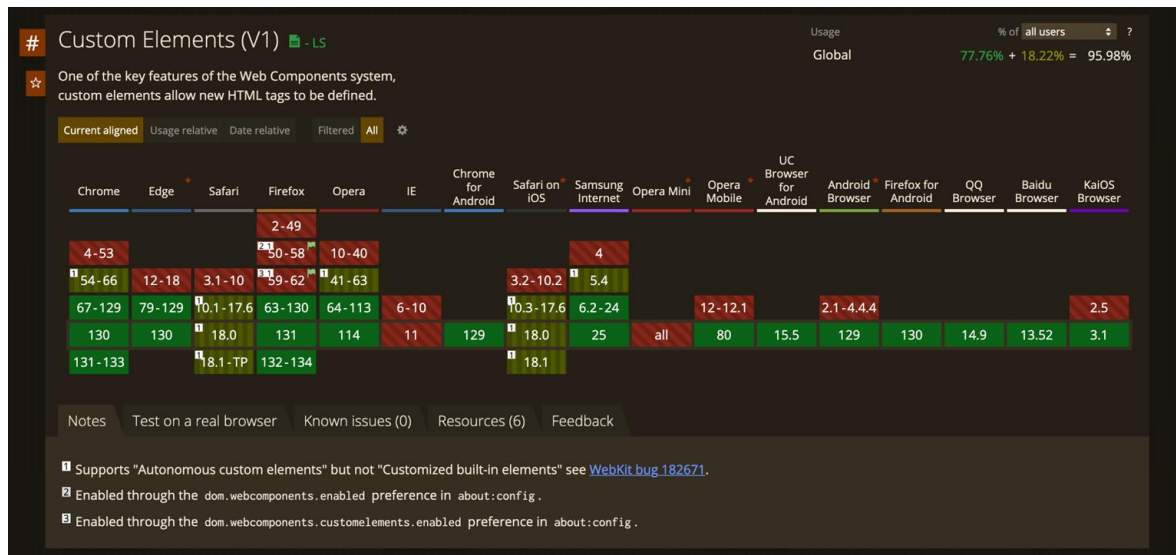 # Custom Elements (V1) - LS
Usage % of all users ?
Global 77.76% + 18.22% = 95.98%
One of the key features of the Web Components system,
custom elements allow new HTML tags to be defined.
Current aligned Usage relative Date relative Filtered All
Chrome Edge * Safari Firefox Opera IE Chrome for Android Safari on iOS * Samsung Internet Opera Mini * Opera Mobile * UC Browser for Android Android Browser * Firefox for Android QQ Browser Baidu Browser KaiOS Browser
2-49
4-53 2 1 50-58 10-40 4
1 54-66 12-18 3.1-10 3 1 59-62 1 41-63 3.2-10.2 1 5.4
67-129 79-129 1 10.1-17.6 63-130 64-113 6-10 1 10.3-17.6 6.2-24 12-12.1 2.1-4.4.4 2.5
130 130 1 18.0 131 114 11 129 1 18.0 25 all 80 15.5 129 130 14.9 13.52 3.1
131-133 1 18.1-TP 132-134 1 18.1
Notes Test on a real browser Known issues (0) Resources (6) Feedback
1 Supports "Autonomous custom elements" but not "Customized built-in elements" see WebKit bug 182671.
2 Enabled through the dom.webcomponents.enabled preference in about:config.
3 Enabled through the dom.webcomponents.customelements.enabled preference in about:config.